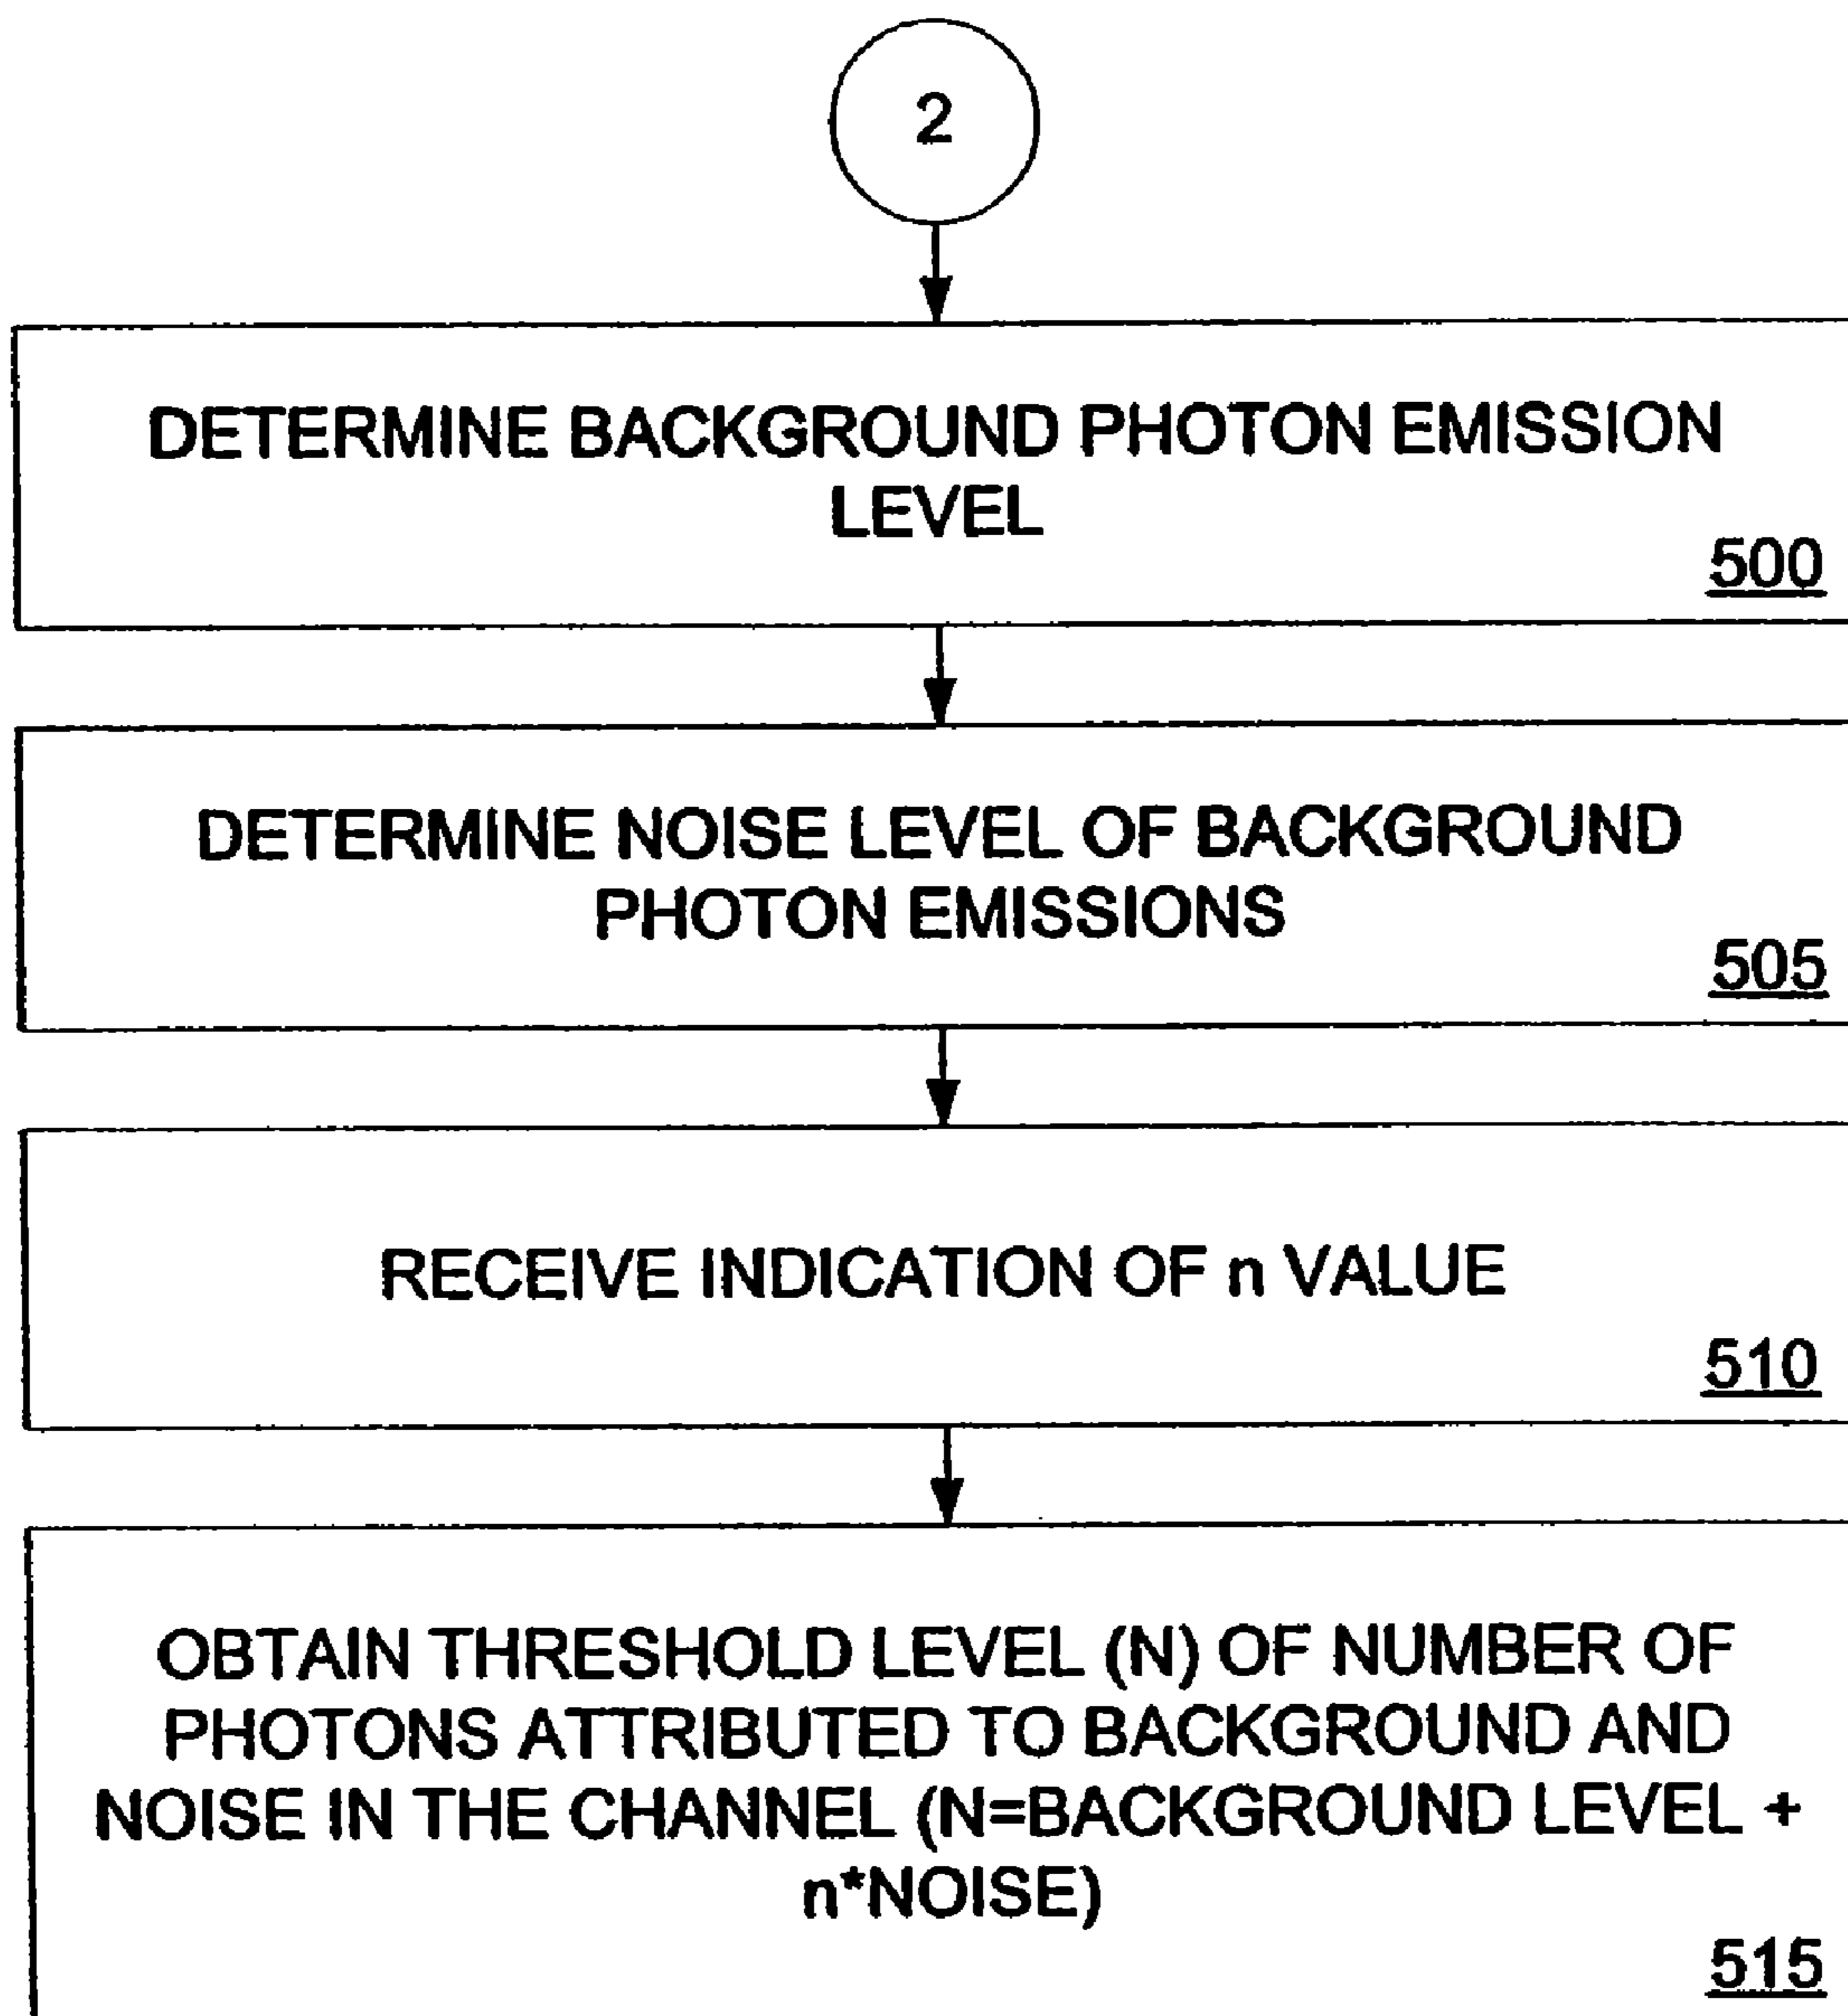 2
DETERMINE BACKGROUND PHOTON EMISSION
LEVEL
500
DETERMINE NOISE LEVEL OF BACKGROUND
PHOTON EMISSIONS
505
RECEIVE INDICATION OF n VALUE
510
OBTAIN THRESHOLD LEVEL (N) OF NUMBER OF
PHOTONS ATTRIBUTED TO BACKGROUND AND
NOISE IN THE CHANNEL (N=BACKGROUND LEVEL +
n*NOISE)
515